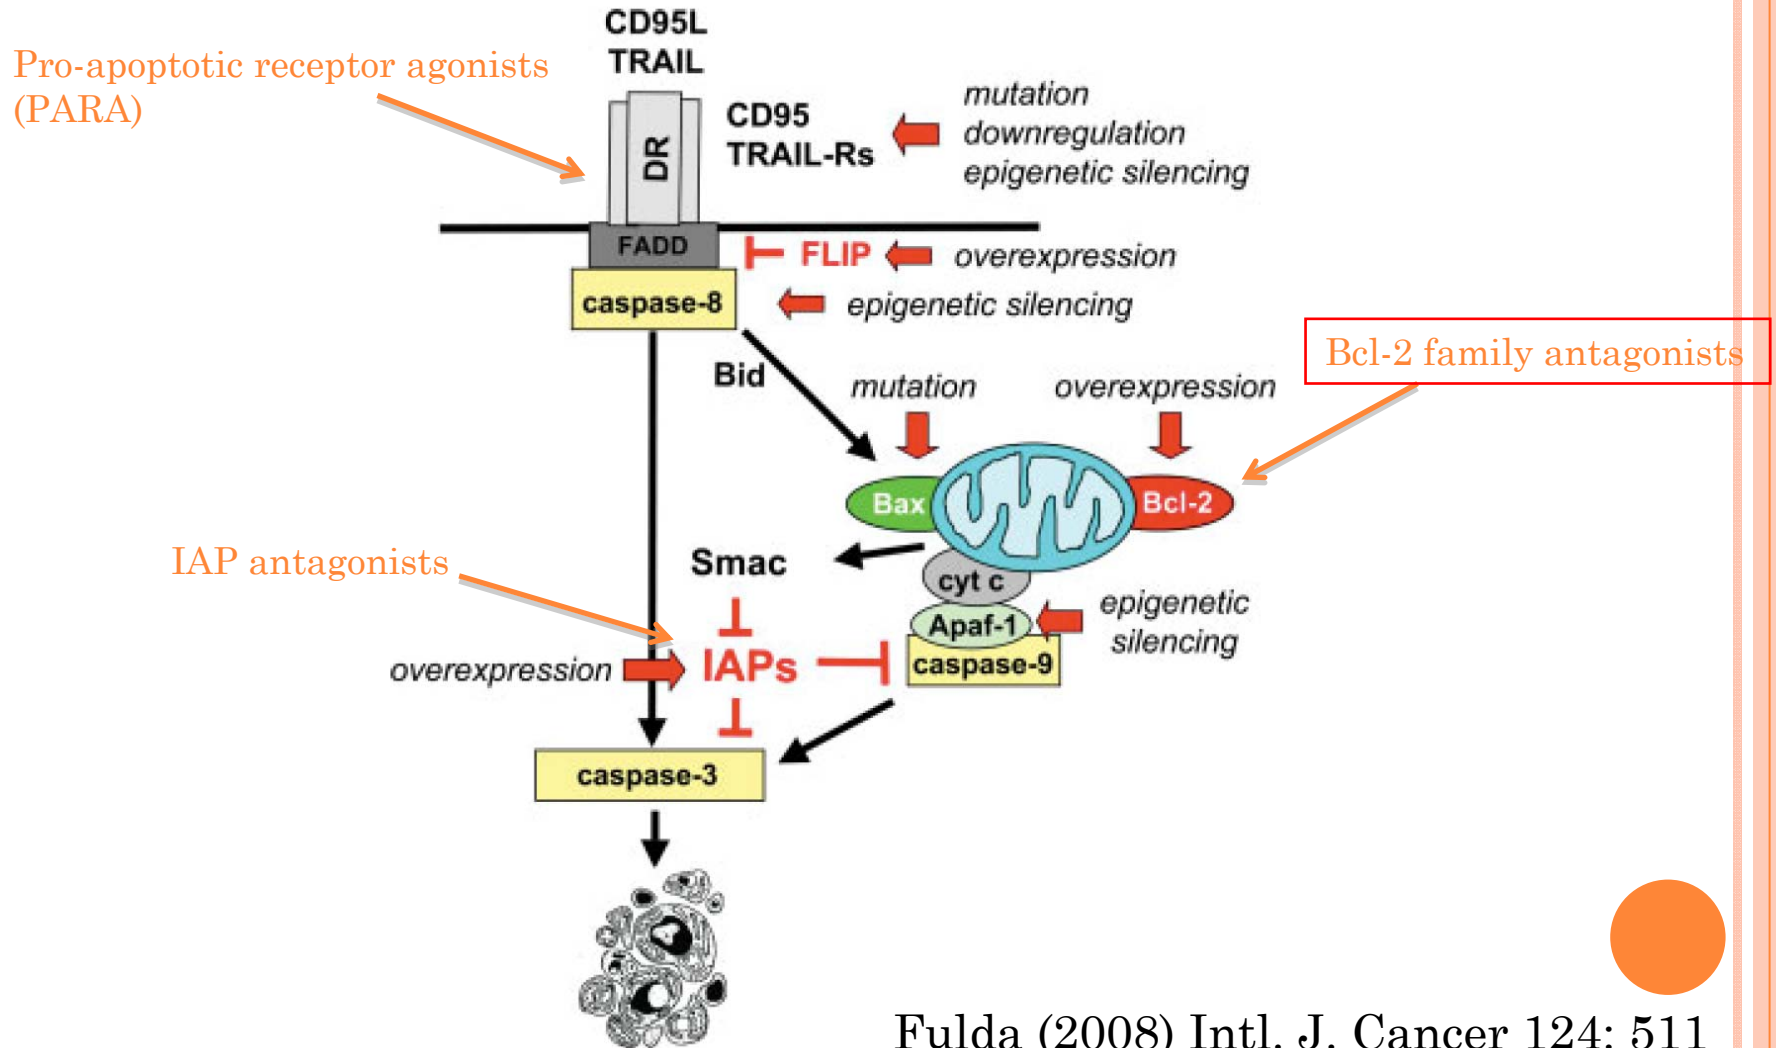 CD95L
TRAIL
Pro-apoptotic receptor agonists
(PARA)
DR
CD95
TRAIL-Rs
mutation
downregulation
epigenetic silencing
FADD
FLIP
overexpression
caspase-8
epigenetic silencing
Bcl-2 family antagonists
Bid
mutation
overexpression
Bax
Bcl-2
IAP antagonists
Smac
cyt c
Apaf-1
epigenetic
silencing
overexpression
IAPs
caspase-9
caspase-3
Fulda (2008) Intl. J. Cancer 124: 511